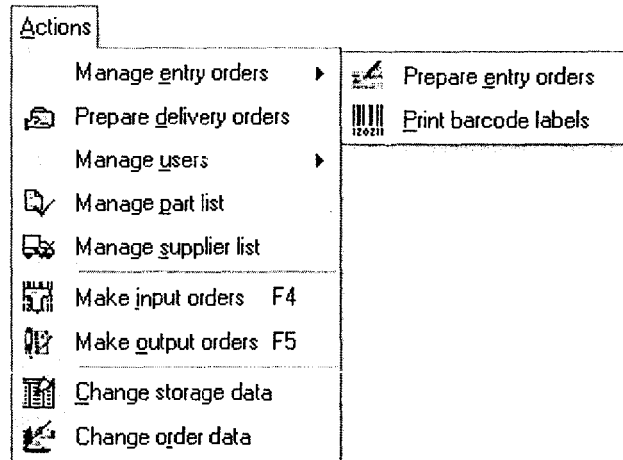 Actions
Manage entry orders
Prepare delivery orders
Manage users
Manage part list
Manage supplier list
Make input orders F4
Make output orders F5
Change storage data
Change order data
Prepare entry orders
Print barcode labels